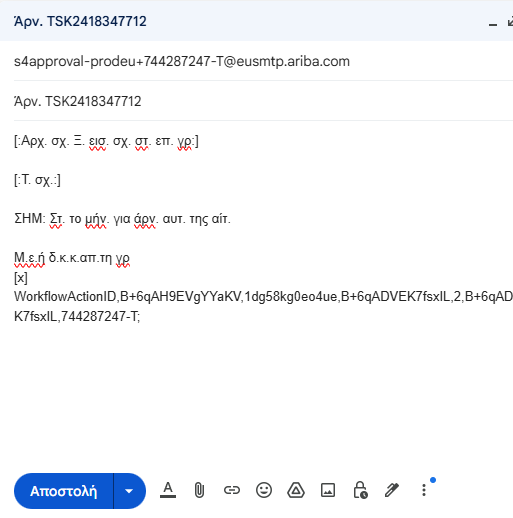 Άρν. TSK2418347712
s4approval-prodeu+744287247-T@eusmtp.ariba.com
Άρν. TSK2418347712
[:Αρχ. σχ. Ξ. εισ. σχ. στ. επ. γρ:]
[:Τ. σχ.:]
ΣΗΜ: Στ. το μήν. για άρν. αυτ. της αίτ.
Μ.ε.ή δ.κ.κ.απ.τη γρ
[x]
WorkflowActionID,B+6qAH9EVgYYaKV,1dg58kg0eo4ue,B+6qADVEK7fsxIL,2,B+6qAD
K7fsxIL,744287247-T;
Αποστολή